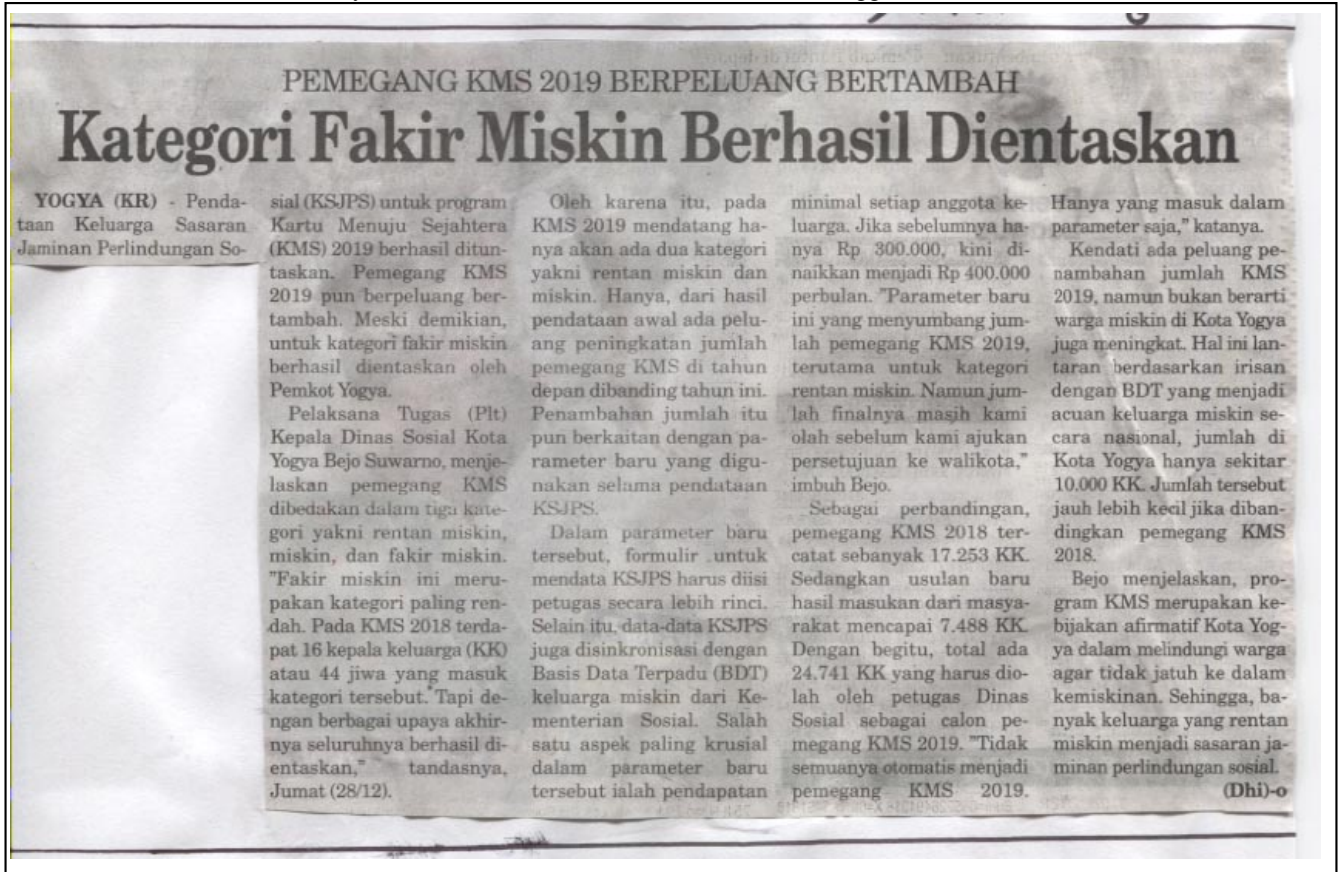 PEMEGANG KMS 2019 BERPELUANG BERTAMBAH
Kategori Fakir Miskin Berhasil Dientaskan
YOGYA (KR) - Penda-
taan Keluarga Sasaran
Jaminan Perlindungan So-
sial (KSJPS) untuk program
Kartu Menuju Sejahtera
(KMS) 2019 berhasil ditun-
taskan. Pemegang KMS
2019 pun berpeluang ber-
tambah. Meski demikian,
untuk kategori fakir miskin
berhasil dientaskan oleh
Pemkot Yogya.
Pelaksana Tugas (Plt)
Kepala Dinas Sosial Kota
Yogya Bejo Suwarno, menje-
laskan pemegang KMS
dibedakan dalam tiga kate-
gori yakni rentan miskin,
miskin, dan fakir miskin.
"Fakir miskin ini meru-
pakan kategori paling ren-
dah. Pada KMS 2018 terda-
pat 16 kepala keluarga (KK)
atau 44 jiwa yang masuk
kategori tersebut. Tapi de-
ngan berbagai upaya akhir-
nya seluruhnya berhasil di-
entaskan," tandasnya,
Jumat (28/12).
Oleh karena itu, pada
KMS 2019 mendatang ha-
nya akan ada dua kategori
yakni rentan miskin dan
miskin. Hanya, dari hasil
pendataan awal ada pelu-
ang peningkatan jumlah
pemegang KMS di tahun
depan dibanding tahun ini.
Penambahan jumlah itu
pun berkaitan dengan pa-
rameter baru yang digu-
nakan selama pendataan
KSJPS.
Dalam parameter baru
tersebut, formulir untuk
mendata KSJPS harus diisi
petugas secara lebih rinci.
Selain itu, data-data KSJPS
juga disinkronisasi dengan
Basis Data Terpadu (BDT)
keluarga miskin dari Ke-
menterian Sosial. Salah
satu aspek paling krusial
dalam parameter baru
tersebut ialah pendapatan
minimal setiap anggota ke-
luarga. Jika sebelumnya ha-
nya Rp 300.000, kini di-
naikkan menjadi Rp 400.000
perbulan. "Parameter baru
ini yang menyumbang jum-
lah pemegang KMS 2019,
terutama untuk kategori
rentan miskin. Namun jum-
lah finalnya masih kami
olah sebelum kami ajukan
persetujuan ke walikota,"
imbuh Bejo.
Sebagai perbandingan,
pemegang KMS 2018 ter-
catat sebanyak 17.253 KK.
Sedangkan usulan baru
hasil masukan dari masya-
rakat mencapai 7.488 KK.
Dengan begitu, total ada
24.741 KK yang harus dio-
lah oleh petugas Dinas
Sosial sebagai calon pe-
megang KMS 2019. "Tidak
semuanya otomatis menjadi
pemegang KMS 2019.
Hanya yang masuk dalam
parameter saja," katanya.
Kendati ada peluang pe-
nambahan jumlah KMS
2019, namun bukan berarti
warga miskin di Kota Yogya
juga meningkat. Hal ini lan-
taran berdasarkan irisan
dengan BDT yang menjadi
acuan keluarga miskin se-
cara nasional, jumlah di
Kota Yogya hanya sekitar
10.000 KK. Jumlah tersebut
jauh lebih kecil jika diban-
dingkan pemegang KMS
2018.
Bejo menjelaskan, pro-
gram KMS merupakan ke-
bijakan afirmatif Kota Yog-
ya dalam melindungi warga
agar tidak jatuh ke dalam
kemiskinan. Sehingga, ba-
nyak keluarga yang rentan
miskin menjadi sasaran ja-
minan perlindungan sosial.
(Dhi)-o